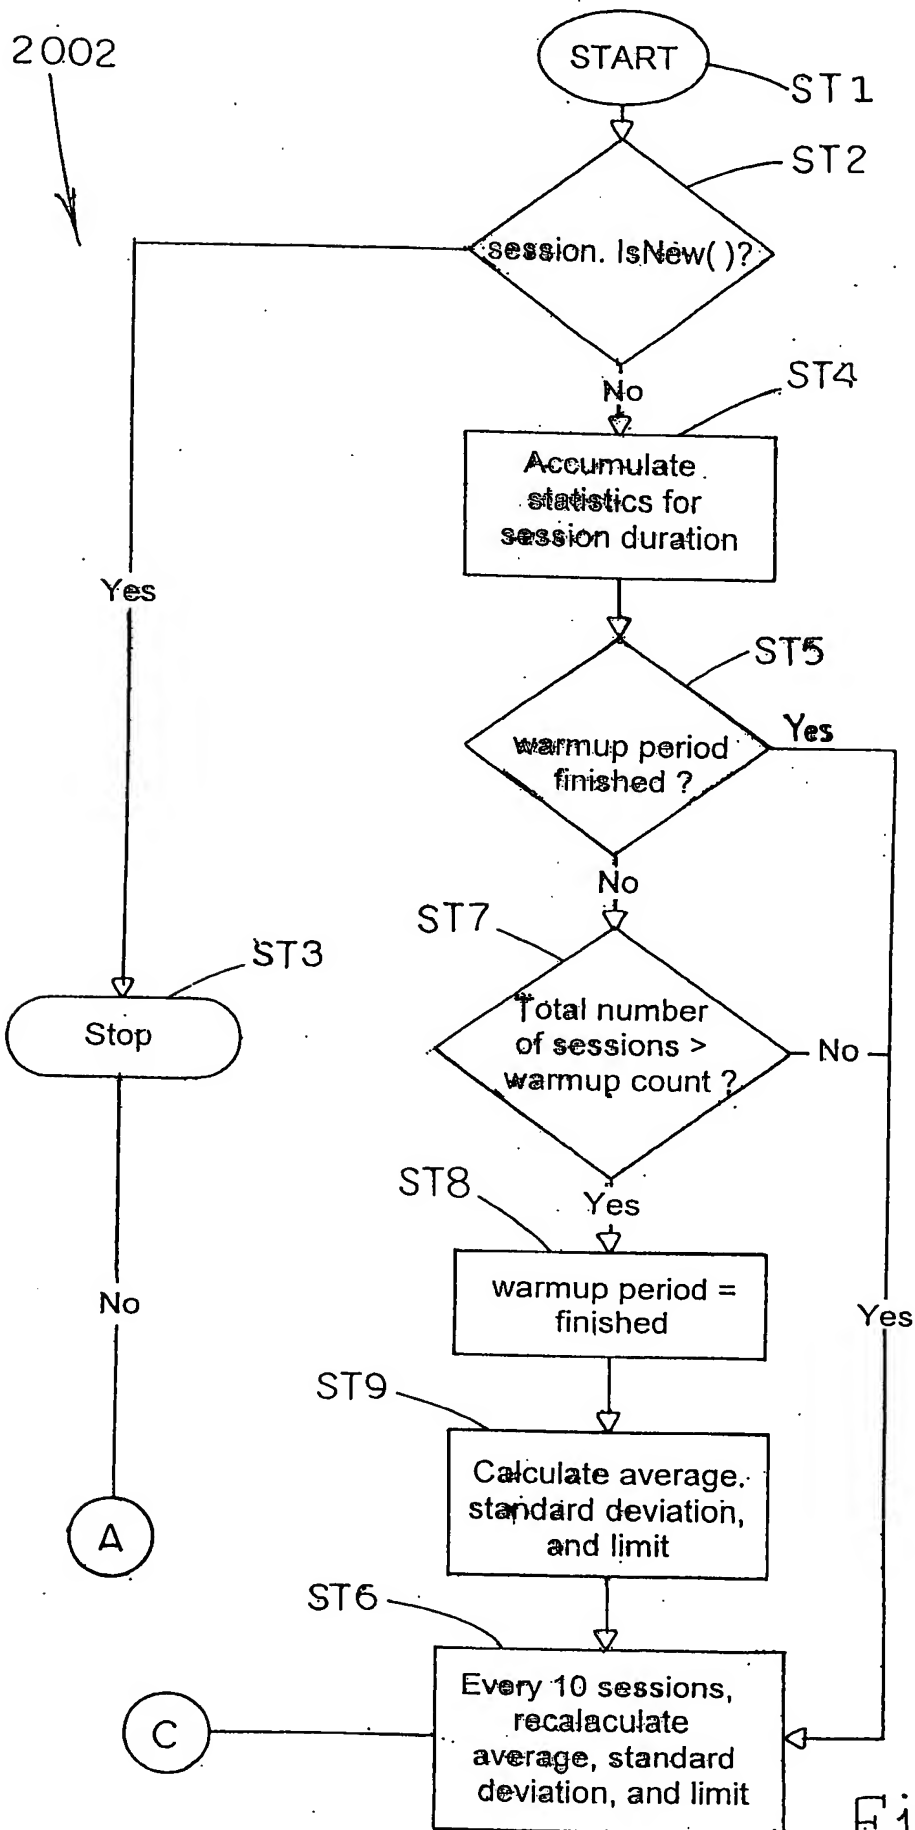 2002
START
ST1
ST2
session. IsNew( )?
No
ST4
Accumulate
statistics for
session duration
Yes
ST5
Yes
warmup period
finished ?
No
ST7
ST3
Stop
Total number
of sessions >
warmup count ?
No
ST8
Yes
No
warmup period =
finished
Yes
ST9
Calculate average.
standard deviation,
and limit
A
ST6
Every 10 sessions,
recalaculate
average, standard
deviation, and limit
C